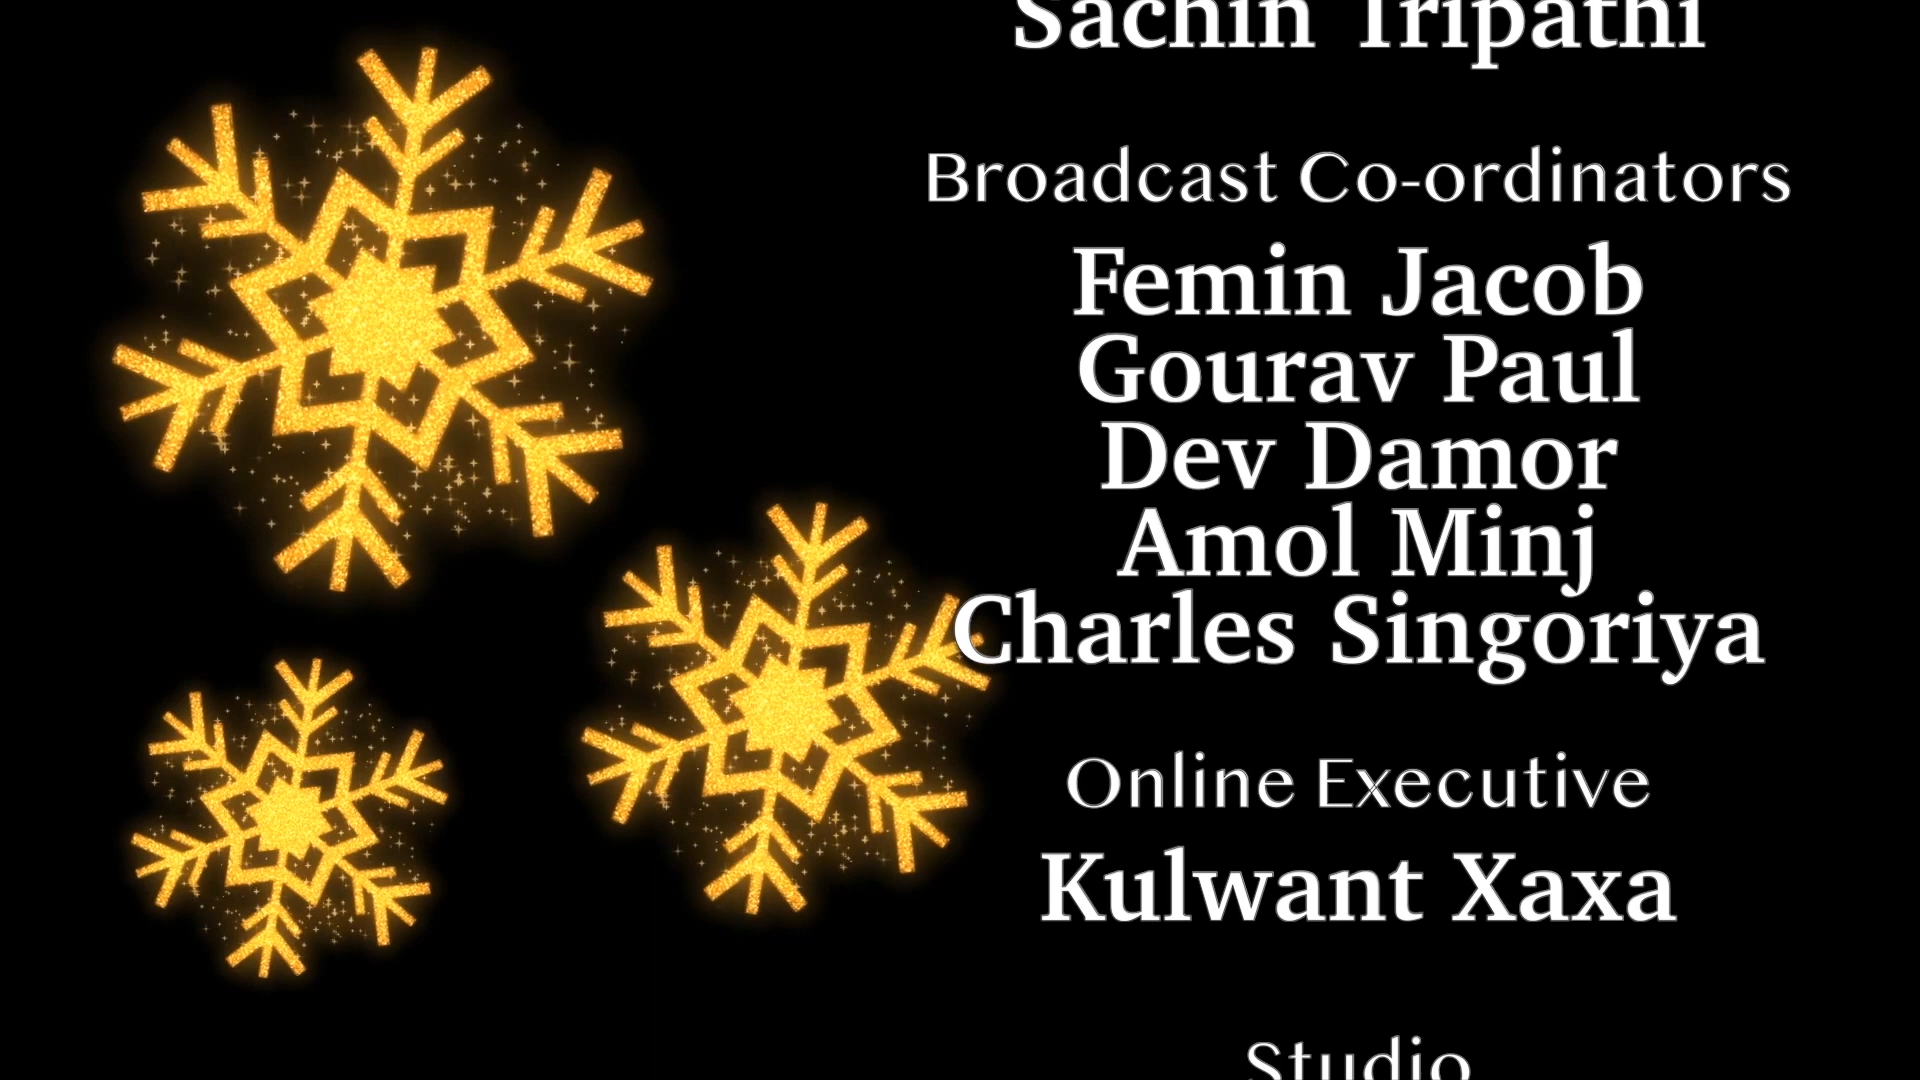 Sachin Tripathi
Broadcast Co-ordinators
Femin Jacob
Gourav Paul
Dev Damor
Amol Minj
Charles Singoriya
Online Executive
Kulwant Xaxa
Studio